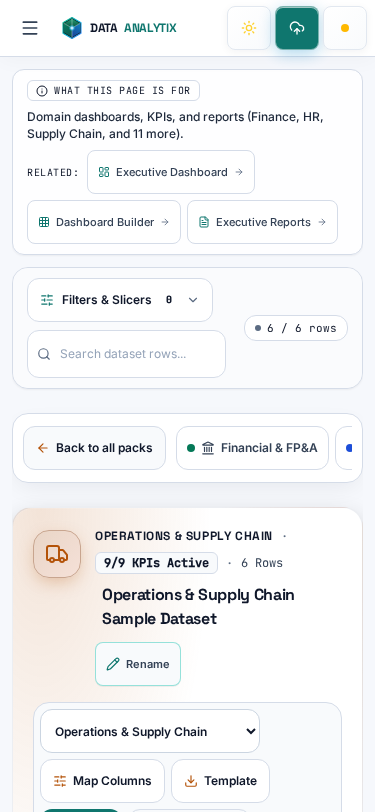 DATA ANALYTIX
WHAT THIS PAGE IS FOR
Domain dashboards, KPIs, and reports (Finance, HR,
Supply Chain, and 11 more).
RELATED: Executive Dashboard →
Dashboard Builder → Executive Reports →
Filters & Slicers 0
6 / 6 rows
Search dataset rows...
← Back to all packs Financial & FP&A
OPERATIONS & SUPPLY CHAIN ·
9/9 KPIs Active · 6 Rows
Operations & Supply Chain
Sample Dataset
Rename
Operations & Supply Chain
Map Columns Template